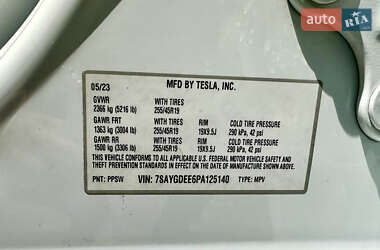 auto RIA
.com
05/23 MFD BY TESLA, INC.
GVWR WITH TIRES
2366 kg (5216 lb) 255/45R19
GAWR FRT WITH TIRES RIM COLD TIRE PRESSURE
1363 kg (3004 lb) 255/45R19 19X9.5J 290 kPa, 42 psi
GAWR RR WITH TIRES RIM COLD TIRE PRESSURE
1500 kg (3306 lb) 255/45R19 19X9.5J 290 kPa, 42 psi
THIS VEHICLE CONFORMS TO ALL APPLICABLE FEDERAL MOTOR VEHICLE SAFETY AND
THEFT PREVENTION STANDARDS IN EFFECT ON THE DATE OF MANUFACTURE SHOWN ABOVE.
PNT: PPSW VIN: 7SAYGDEE6PA125140 TYPE: MPV